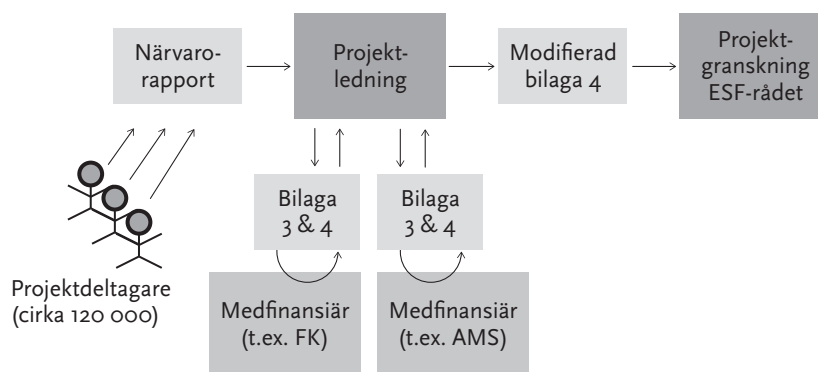 Närvaro-
rapport
Projekt-
ledning
Modifierad
bilaga 4
Projekt-
granskning
ESF-rådet
Bilaga
3 & 4
Bilaga
3 & 4
Projektdeltagare
(cirka 120 000)
Medfinansiär
(t.ex. FK)
Medfinansiär
(t.ex. AMS)